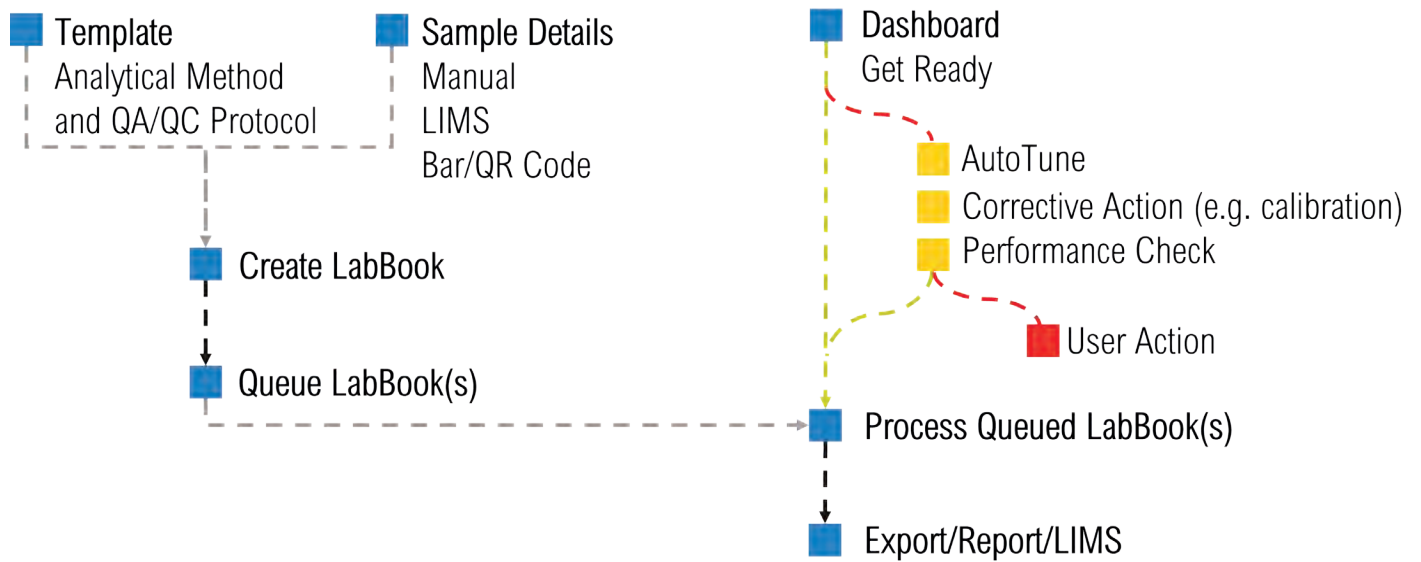 Template
Analytical Method
and QA/QC Protocol
Sample Details
Manual
LIMS
Bar/QR Code
Create LabBook
Queue LabBook(s)
Dashboard
Get Ready
AutoTune
Corrective Action (e.g. calibration)
Performance Check
User Action
Process Queued LabBook(s)
Export/Report/LIMS